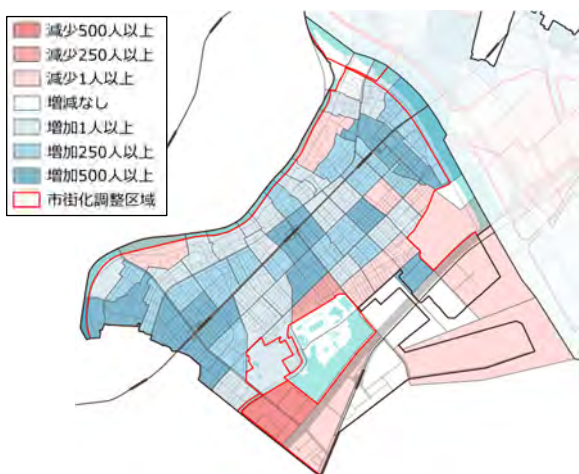 減少500人以上
減少250人以上
減少1人以上
増減なし
増加1人以上
増加250人以上
増加500人以上
市街化調整区域